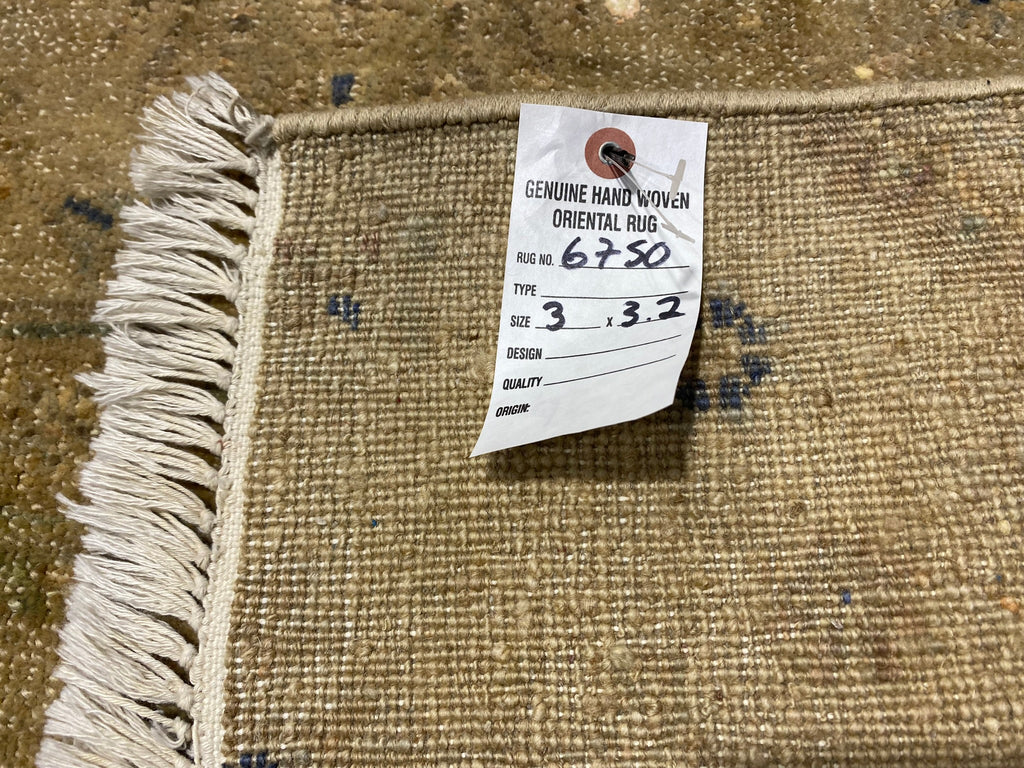 GENUINE HAND WOVEN
ORIENTAL RUG
RUG NO. 6750
TYPE
SIZE 3 x 3.2
DESIGN
QUALITY
ORIGIN: